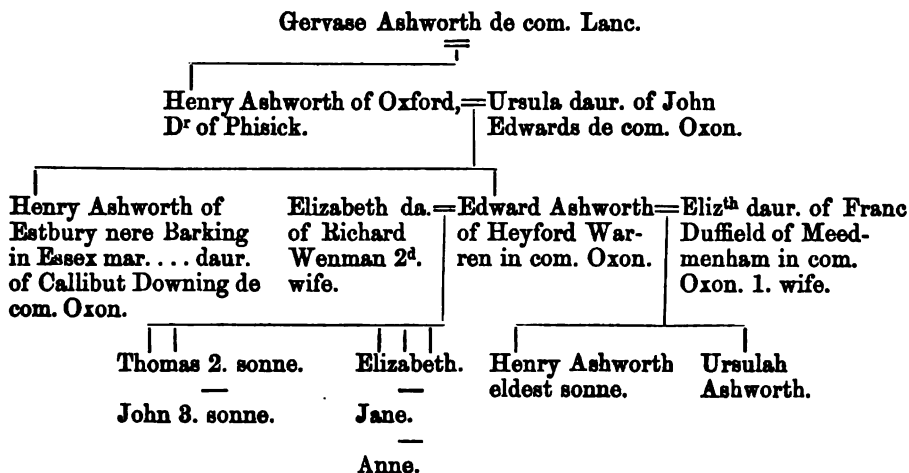 Gervase Ashworth de com. Lanc.
Henry Ashworth of Oxford,
Dr of Phisick.
Ursula daur. of John
Edwards de com. Oxon.
Henry Ashworth of
Estbury nere Barking
in Essex mar. . . . daur.
of Callibut Downing de
com. Oxon.
Elizabeth da.
of Richard
Wenman 2d.
wife.
Edward Ashworth
of Heyford War-
ren in com. Oxon.
Elizth daur. of Franc
Duffield of Meed-
menham in com.
Oxon. 1. wife.
Thomas 2. sonne.
John 3. sonne.
Elizabeth.
Jane.
Anne.
Henry Ashworth
eldest sonne.
Ursulah
Ashworth.